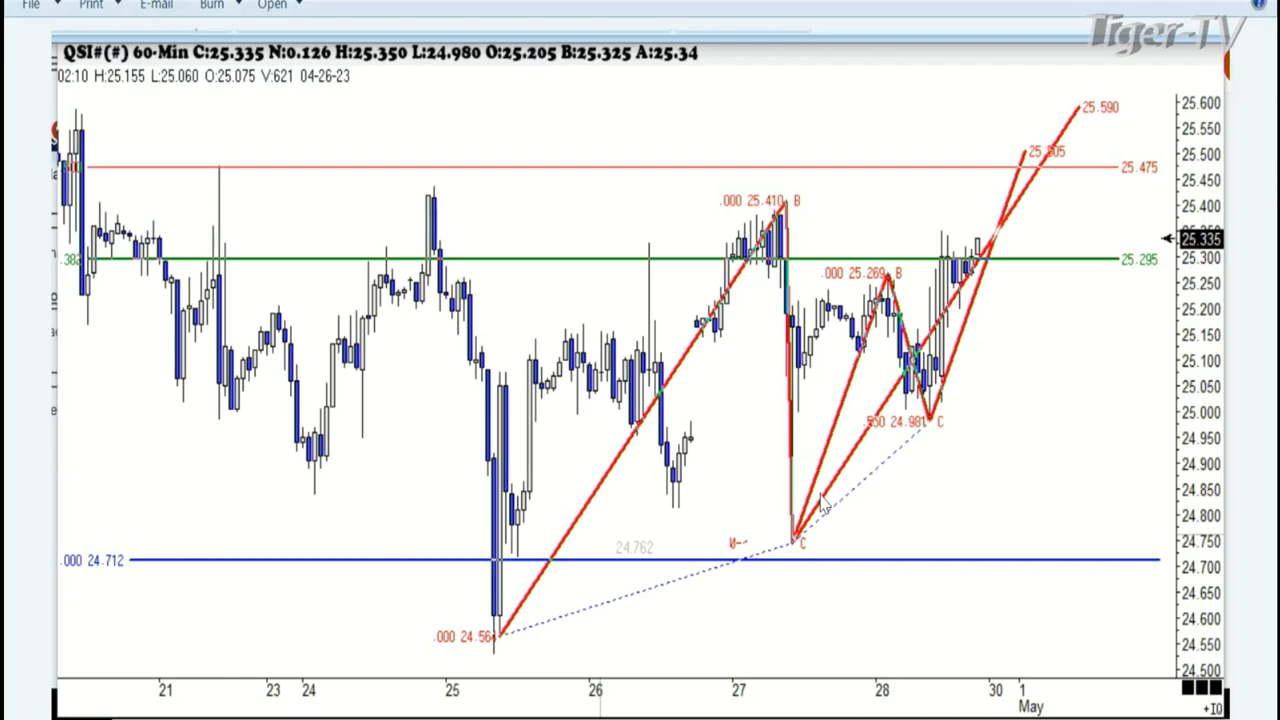 File Print E-mail Burn Open
Tiger-TV
QSI#(#) 60-Min C:25.335 N:0.126 H:25.350 L:24.980 O:25.205 B:25.325 A:25.34
02:10 H:25.155 L:25.060 O:25.075 V:621 04-26-23
25.600
25.590
25.550
25.505
25.500
25.475
25.450
.000 25.410 B
25.400
25.335
25.300
.382
25.295
.000 25.269 B
25.250
25.200
25.150
25.100
25.050
25.000
.550 24.981 C
24.950
24.900
24.850
24.800
24.762
C
24.750
.000 24.712
24.700
24.650
.000 24.56
24.600
24.550
24.500
21 23 24 25 26 27 28 30 1
May
+IQ